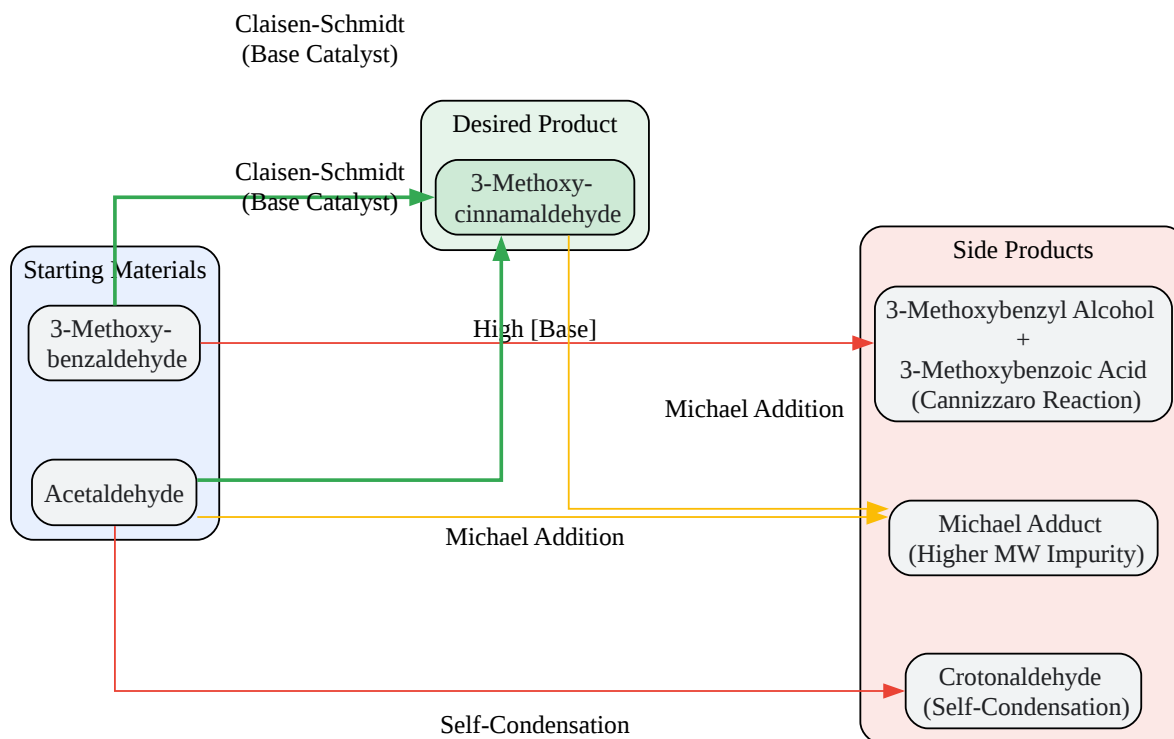 Claisen-Schmidt
(Base Catalyst)
Desired Product
Claisen-Schmidt
(Base Catalyst)
3-Methoxy-
cinnamaldehyde
Starting Materials
3-Methoxy-
benzaldehyde
High [Base]
Side Products
3-Methoxybenzyl Alcohol
+
3-Methoxybenzoic Acid
(Cannizzaro Reaction)
Michael Addition
Acetaldehyde
Michael Addition
Michael Adduct
(Higher MW Impurity)
Self-Condensation
Crotonaldehyde
(Self-Condensation)